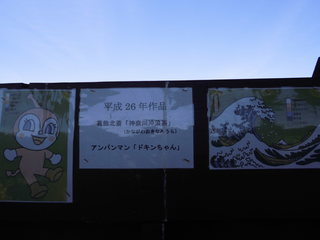 平成26年作品
葛飾北斎「神奈川沖浪裏」
(かながわおきなみうら)
アンパンマン「ドキンちゃん」